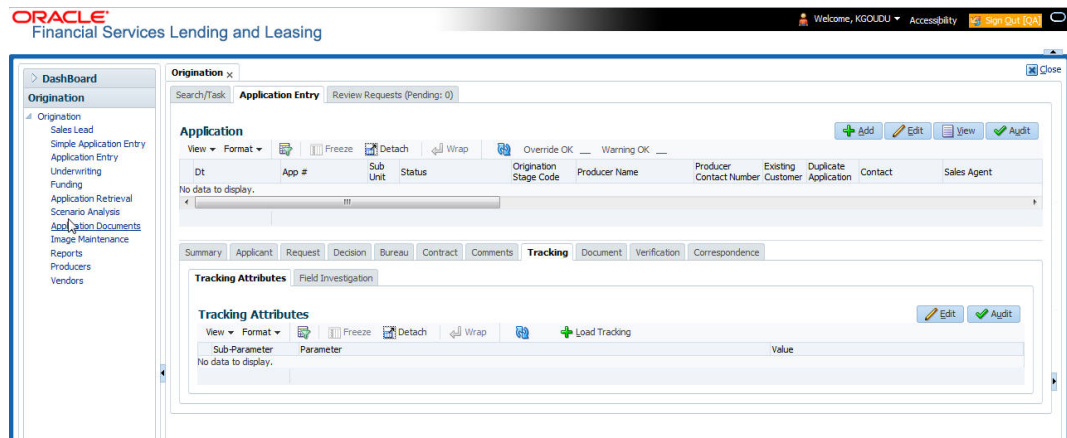 ORACLE®
Financial Services Lending and Leasing
Welcome, KGOUDU Accessibility Sign Out [QA]
Close
DashBoard
Origination
Origination
Sales Lead
Simple Application Entry
Application Entry
Underwriting
Funding
Application Retrieval
Scenario Analysis
Application Documents
Image Maintenance
Reports
Producers
Vendors
Origination x
Search/Task Application Entry Review Requests (Pending: 0)
Application Add Edit View Audit
View Format Freeze Detach Wrap Override OK __ Warning OK __
Dt App # Sub Unit Status Origination Stage Code Producer Name Producer Contact Number Existing Customer Duplicate Application Contact Sales Agent
No data to display.
Summary Applicant Request Decision Bureau Contract Comments Tracking Document Verification Correspondence
Tracking Attributes Field Investigation
Tracking Attributes Edit Audit
View Format Freeze Detach Wrap Load Tracking
Sub-Parameter Parameter Value
No data to display.